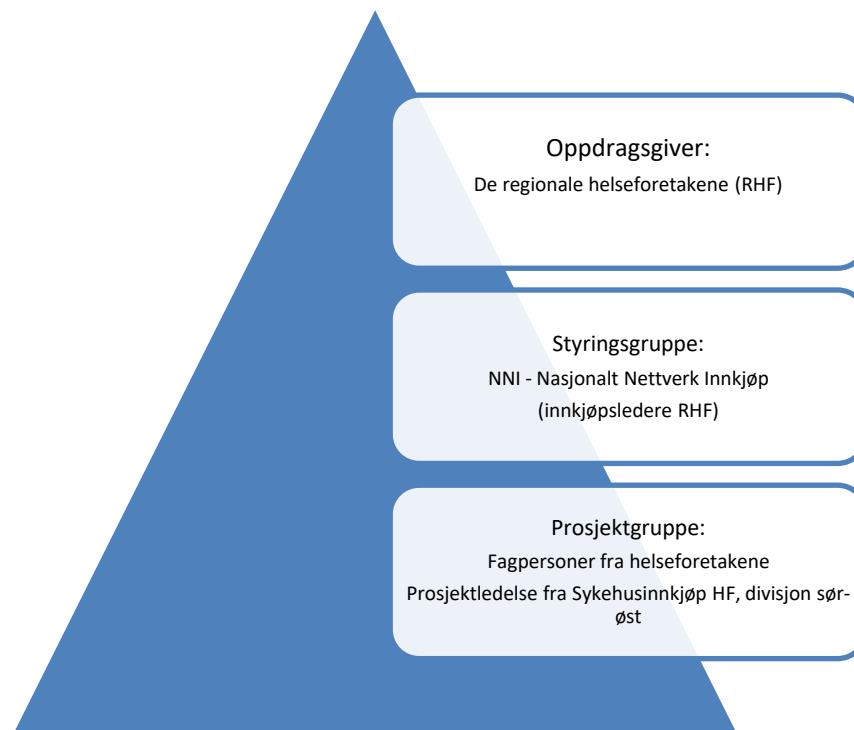 Oppdragsgiver:
De regionale helseforetakene (RHF)
Styringsgruppe:
NNI - Nasjonalt Nettverk Innkjøp
(innkjøpsledere RHF)
Prosjektgruppe:
Fagpersoner fra helseforetakene
Prosjektledelse fra Sykehusinnkjøp HF, divisjon sør-
øst